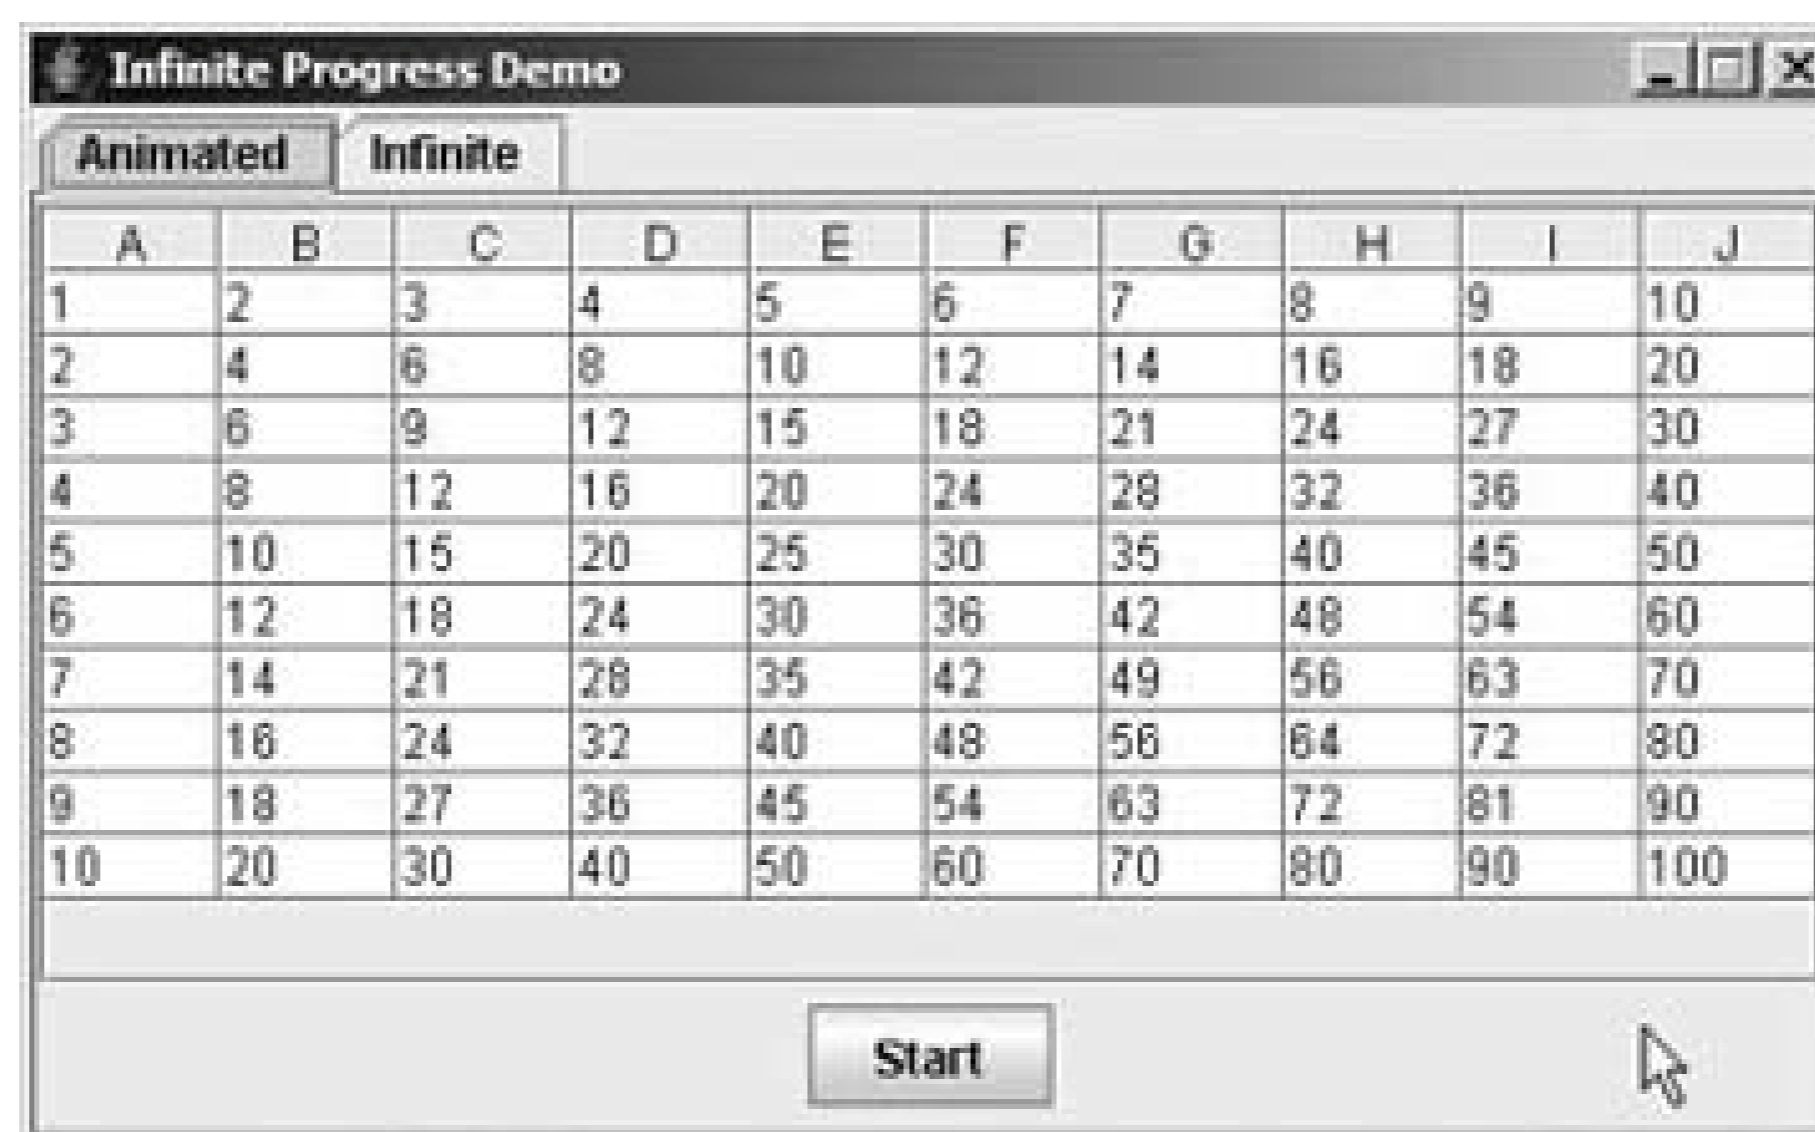 Infinite Progress Demo
Animated Infinite
A B C D E F G H I J
1 2 3 4 5 6 7 8 9 10
2 4 6 8 10 12 14 16 18 20
3 6 9 12 15 18 21 24 27 30
4 8 12 16 20 24 28 32 36 40
5 10 15 20 25 30 35 40 45 50
6 12 18 24 30 36 42 48 54 60
7 14 21 28 35 42 49 56 63 70
8 16 24 32 40 48 56 64 72 80
9 18 27 36 45 54 63 72 81 90
10 20 30 40 50 60 70 80 90 100
Start